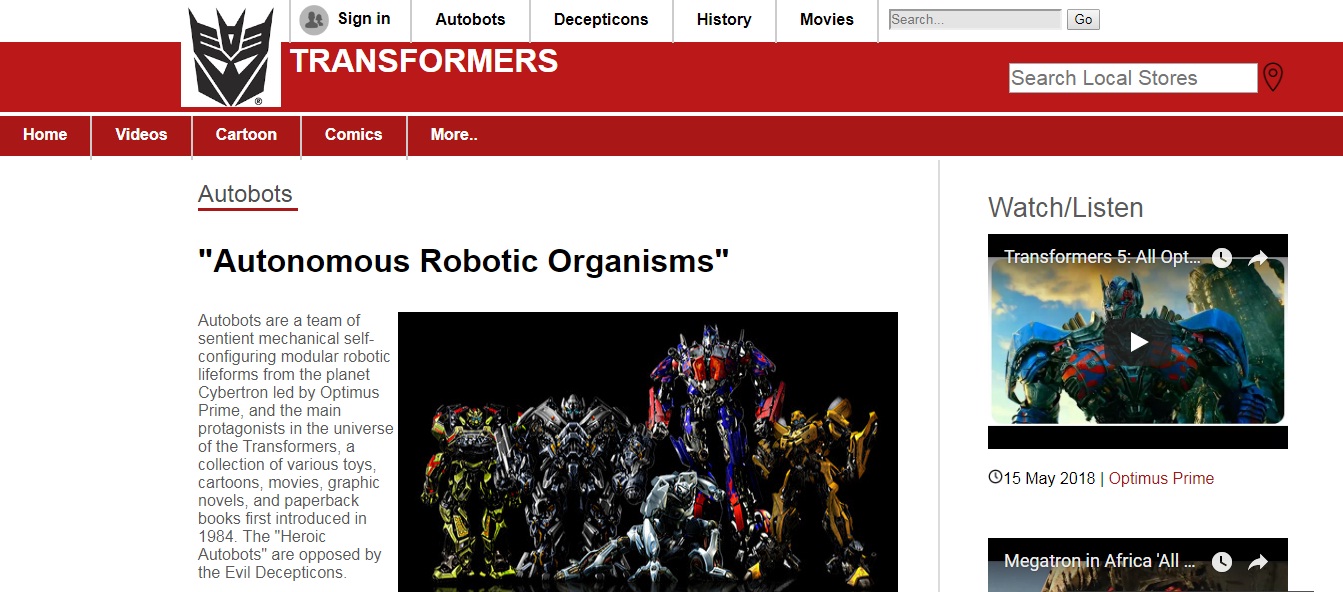 Sign in
Autobots
Decepticons
History
Movies
Search...
Go
TRANSFORMERS
Search Local Stores
®
Home
Videos
Cartoon
Comics
More..
Autobots
"Autonomous Robotic Organisms"
Autobots are a team of
sentient mechanical self-
configuring modular robotic
lifeforms from the planet
Cybertron led by Optimus
Prime, and the main
protagonists in the universe
of the Transformers, a
collection of various toys,
cartoons, movies, graphic
novels, and paperback
books first introduced in
1984. The "Heroic
Autobots" are opposed by
the Evil Decepticons.
Watch/Listen
Transformers 5: All Opt...
15 May 2018 | Optimus Prime
Megatron in Africa 'All ...